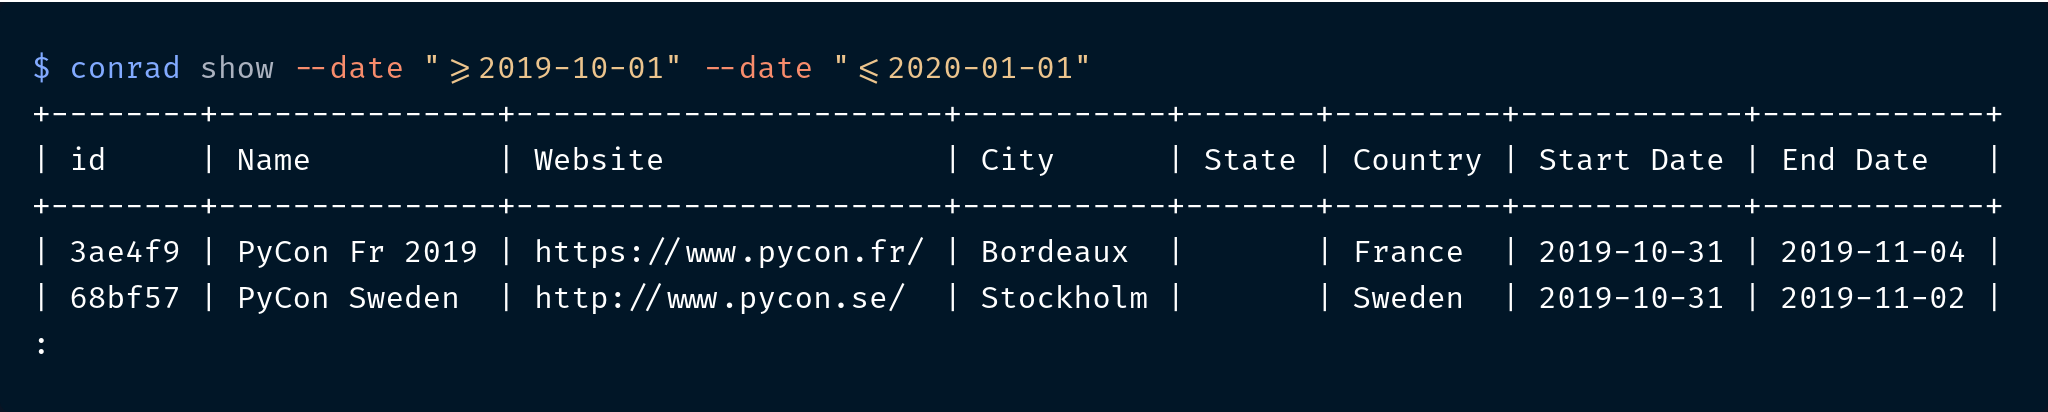 $ conrad show --date ">=2019-10-01" --date "<=2020-01-01"
+--------+---------------+-----------------------+-----------+-------+---------+------------+------------+
| id     | Name          | Website               | City      | State | Country | Start Date | End Date   |
+--------+---------------+-----------------------+-----------+-------+---------+------------+------------+
| 3ae4f9 | PyCon Fr 2019 | https://www.pycon.fr/ | Bordeaux  |       | France  | 2019-10-31 | 2019-11-04 |
| 68bf57 | PyCon Sweden  | http://www.pycon.se/  | Stockholm |       | Sweden  | 2019-10-31 | 2019-11-02 |
: